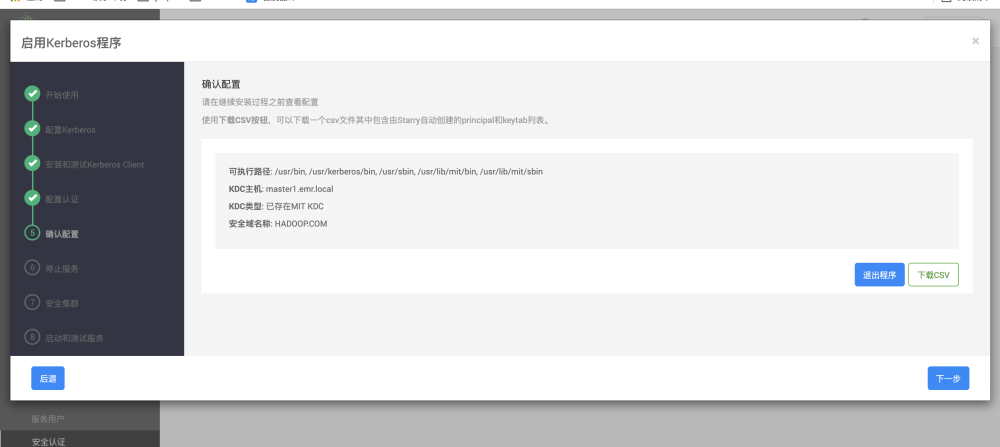 启用Kerberos程序
×
开始使用
配置Kerberos
安装和测试Kerberos Client
配置认证
5 确认配置
6 停止服务
7 安全集群
8 启动和测试服务
确认配置
请在继续安装过程之前查看配置
使用下载CSV按钮，可以下载一个csv文件其中包含由Starry自动创建的principal和keytab列表。
可执行路径: /usr/bin, /usr/kerberos/bin, /usr/sbin, /usr/lib/mit/bin, /usr/lib/mit/sbin
KDC主机: master1.emr.local
KDC类型: 已存在MIT KDC
安全域名称: HADOOP.COM
退出程序 下载CSV
后退 下一步
服务用户
安全认证